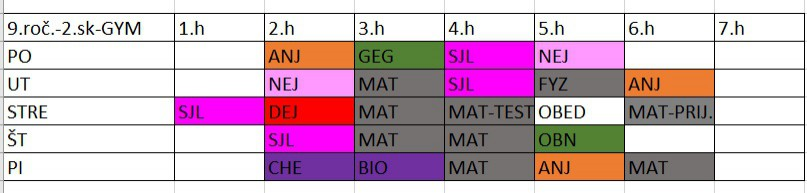 9.roč.-2.sk-GYM 1.h 2.h 3.h 4.h 5.h 6.h 7.h
PO ANJ GEG SJL NEJ
UT NEJ MAT SJL FYZ ANJ
STRE SJL DEJ MAT MAT-TEST OBED MAT-PRIJ.
ŠT SJL MAT MAT OBN
PI CHE BIO MAT ANJ MAT